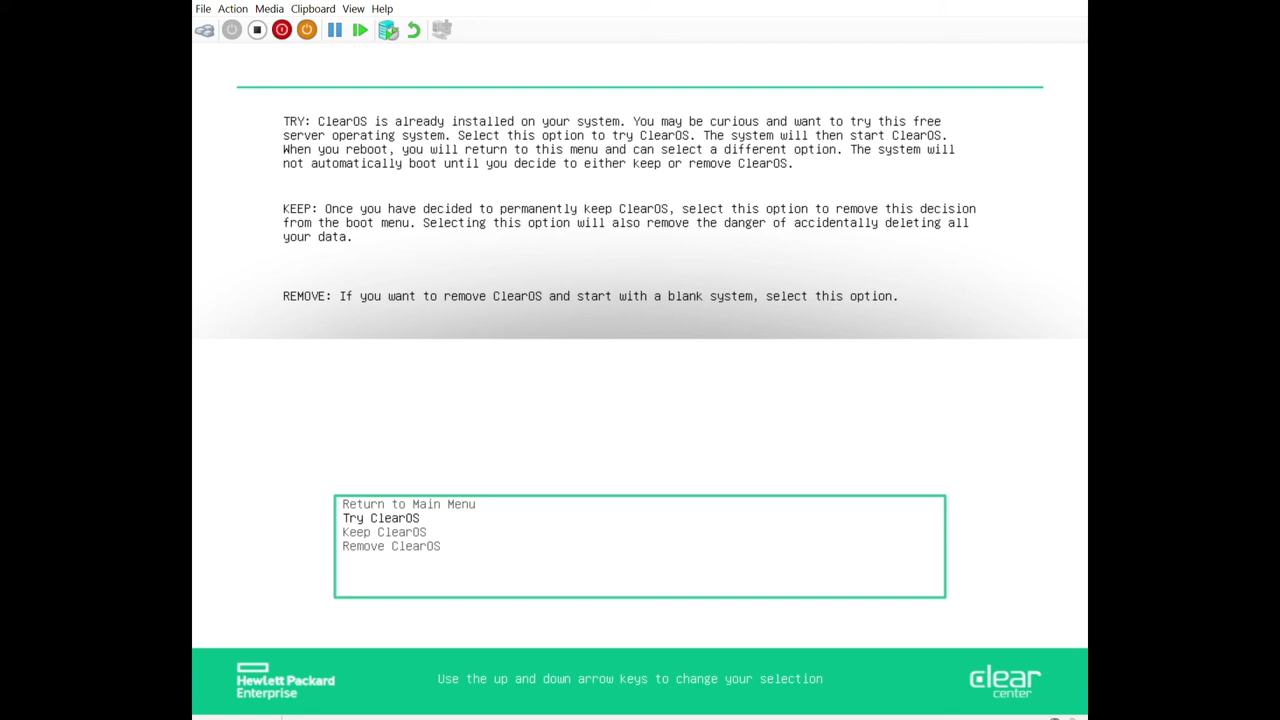 File Action Media Clipboard View Help
TRY: ClearOS is already installed on your system. You may be curious and want to try this free
server operating system. Select this option to try ClearOS. The system will then start ClearOS.
When you reboot, you will return to this menu and can select a different option. The system will
not automatically boot until you decide to either keep or remove ClearOS.
KEEP: Once you have decided to permanently keep ClearOS, select this option to remove this decision
from the boot menu. Selecting this option will also remove the danger of accidentally deleting all
your data.
REMOVE: If you want to remove ClearOS and start with a blank system, select this option.
Return to Main Menu
Try ClearOS
Keep ClearOS
Remove ClearOS
Hewlett Packard
Enterprise
Use the up and down arrow keys to change your selection
clear
center